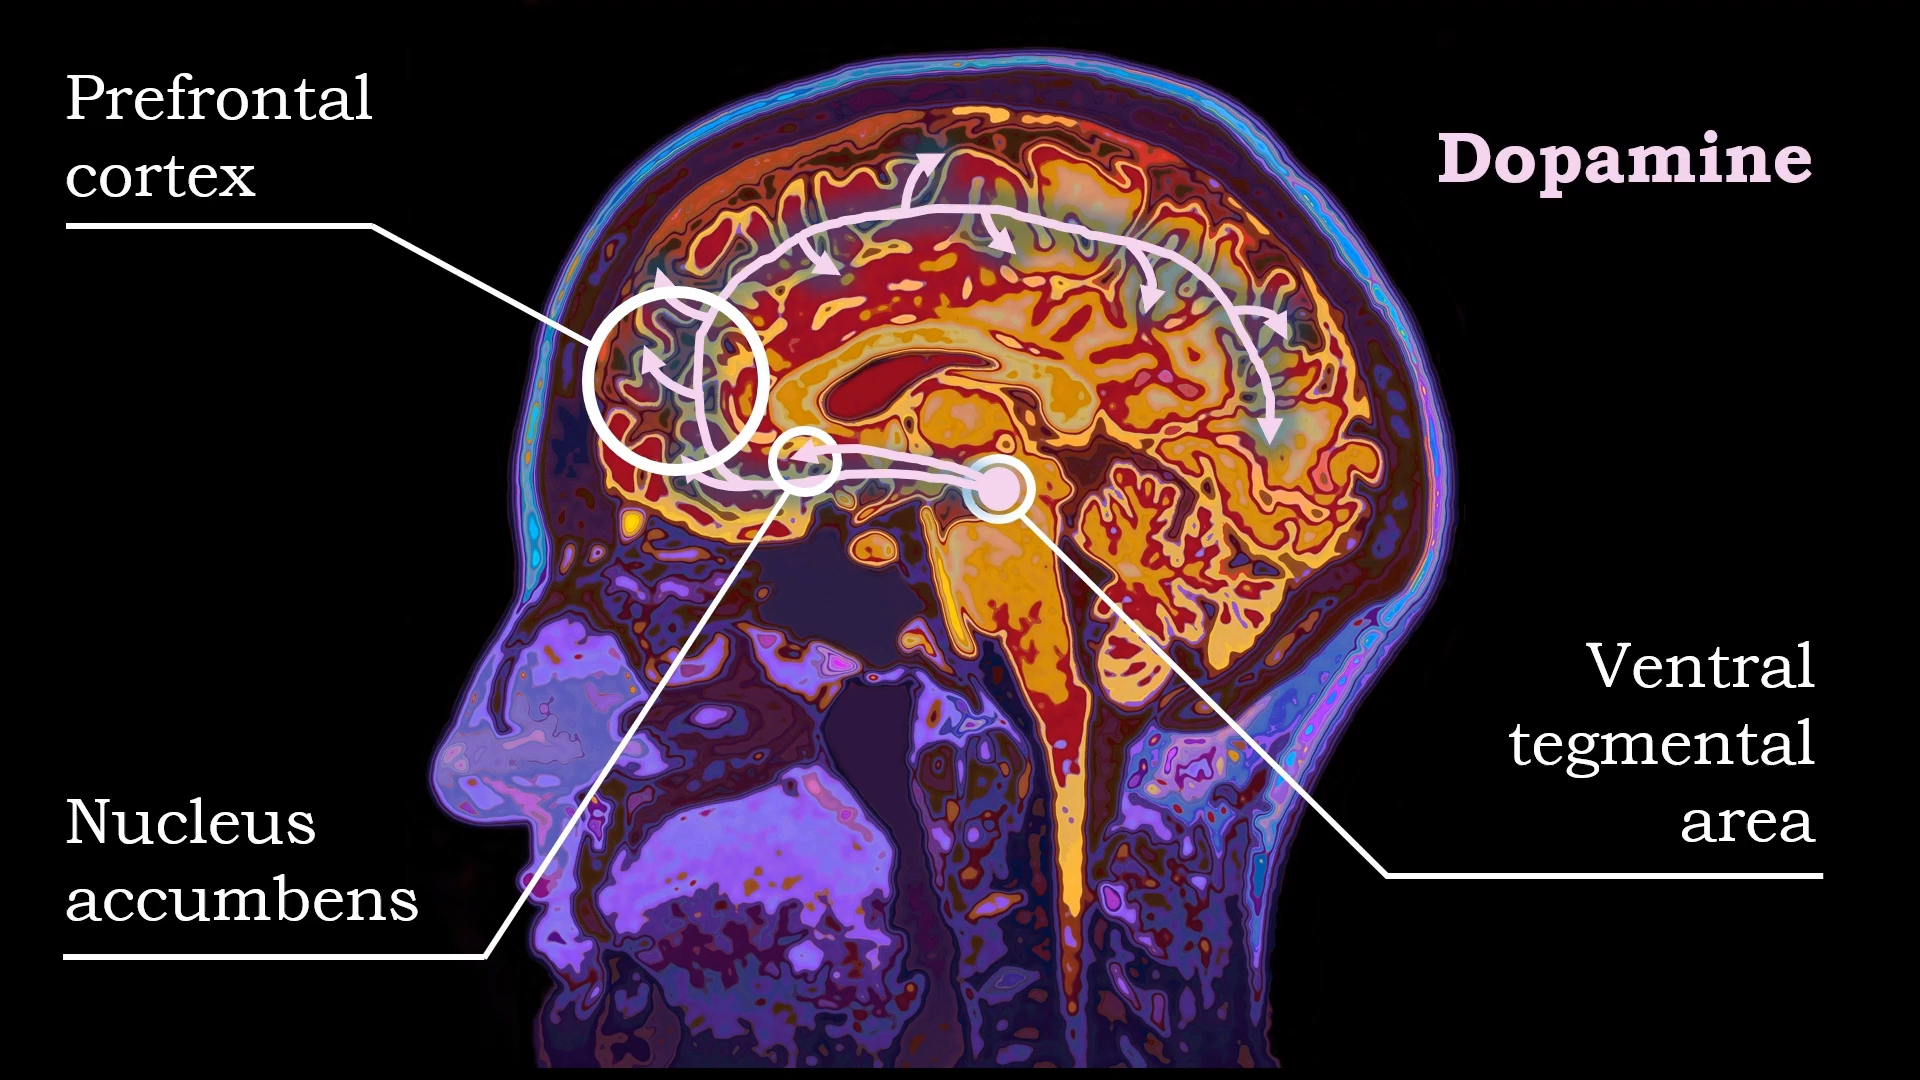 Prefrontal
cortex
Dopamine
Nucleus
accumbens
Ventral
tegmental
area